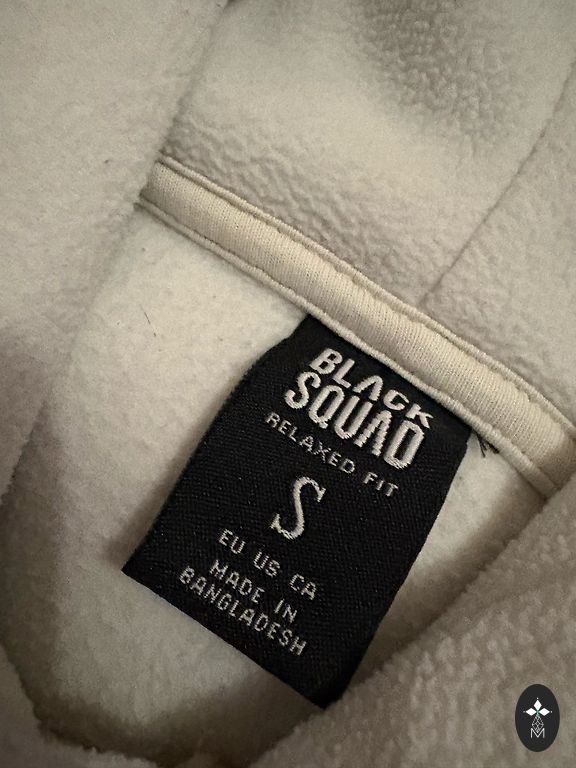 BLACK
SQUAD
RELAXED FIT
S
EU US CA
MADE IN
BANGLADESH